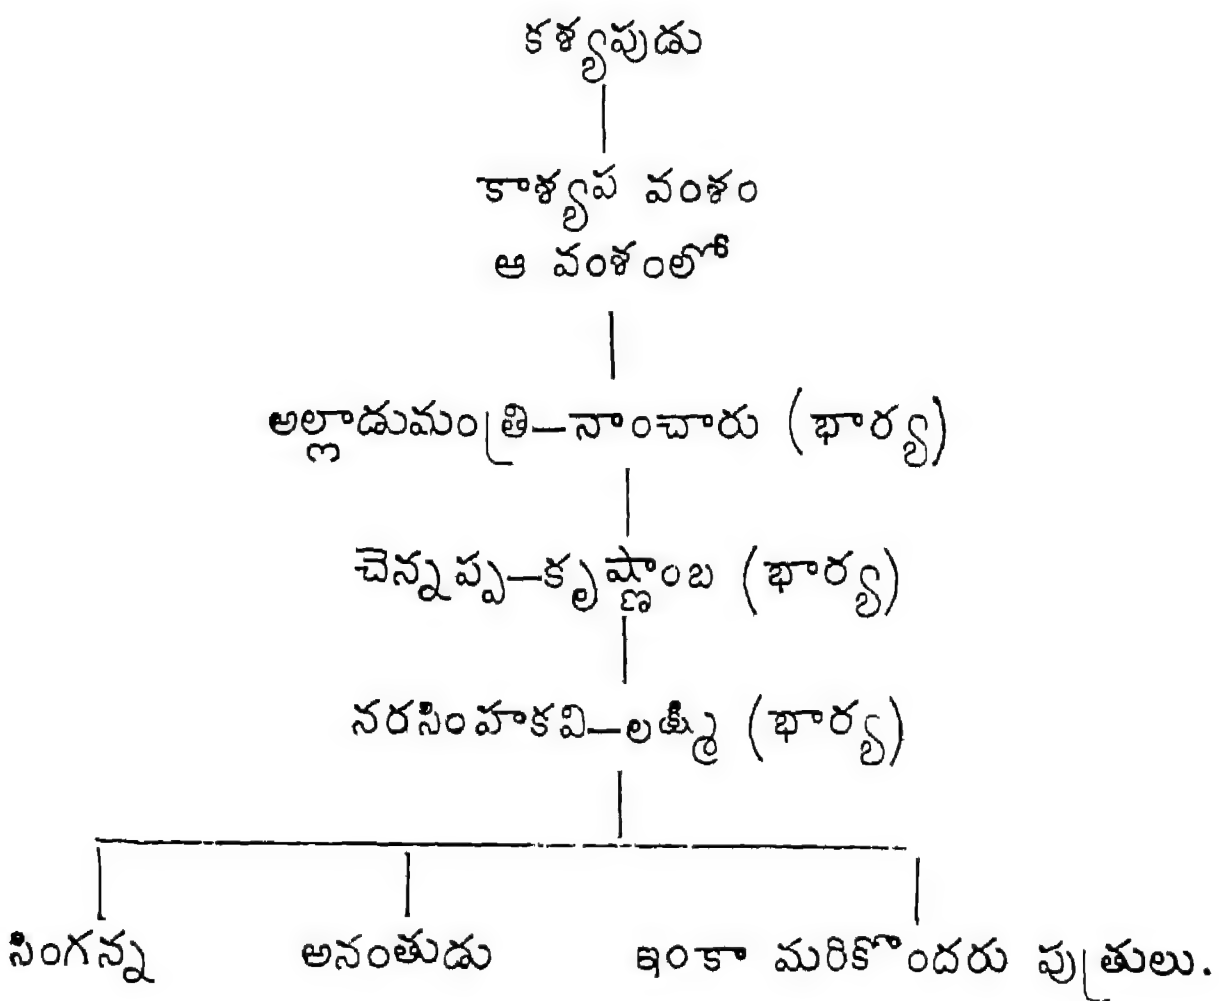 కశ్యపుడు
కాశ్యప వంశం
ఆ వంశంలో
అల్లాడుమంత్రి—నాంచారు (భార్య)
చెన్నప్ప—కృష్ణాంబ (భార్య)
నరసింహకవి—లక్ష్మి (భార్య)
సింగన్న అనంతుడు ఇంకా మరికొందరు పుత్రులు.